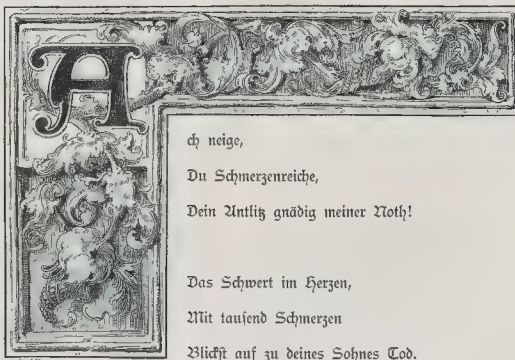 Ach neige,
Du Schmerzenreiche,
Dein Antlitz gnädig meiner Noth!
Das Schwert im Herzen,
Mit tausend Schmerzen
Blickst auf zu deines Sohnes Tod.